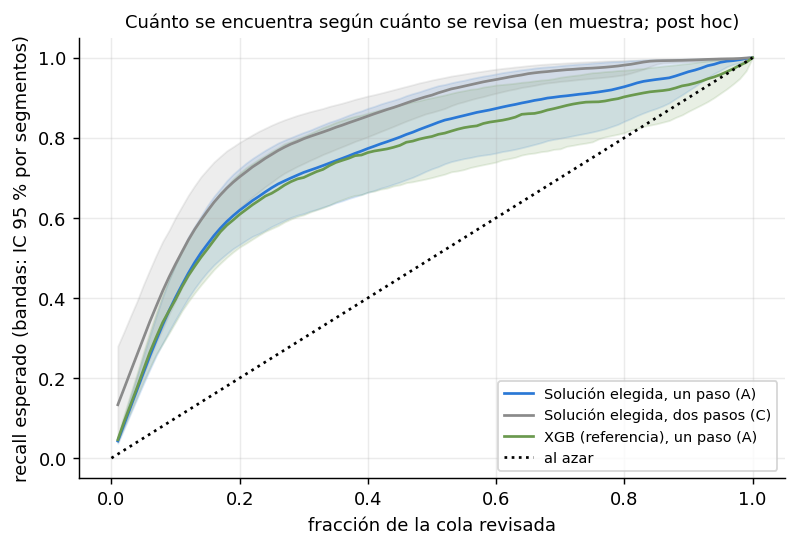 Cuánto se encuentra según cuánto se revisa (en muestra; post hoc)
recall esperado (bandas: IC 95 % por segmentos)
1.0
0.8
0.6
0.4
0.2
0.0
Solución elegida, un paso (A)
Solución elegida, dos pasos (C)
XGB (referencia), un paso (A)
al azar
0.0 0.2 0.4 0.6 0.8 1.0
fracción de la cola revisada